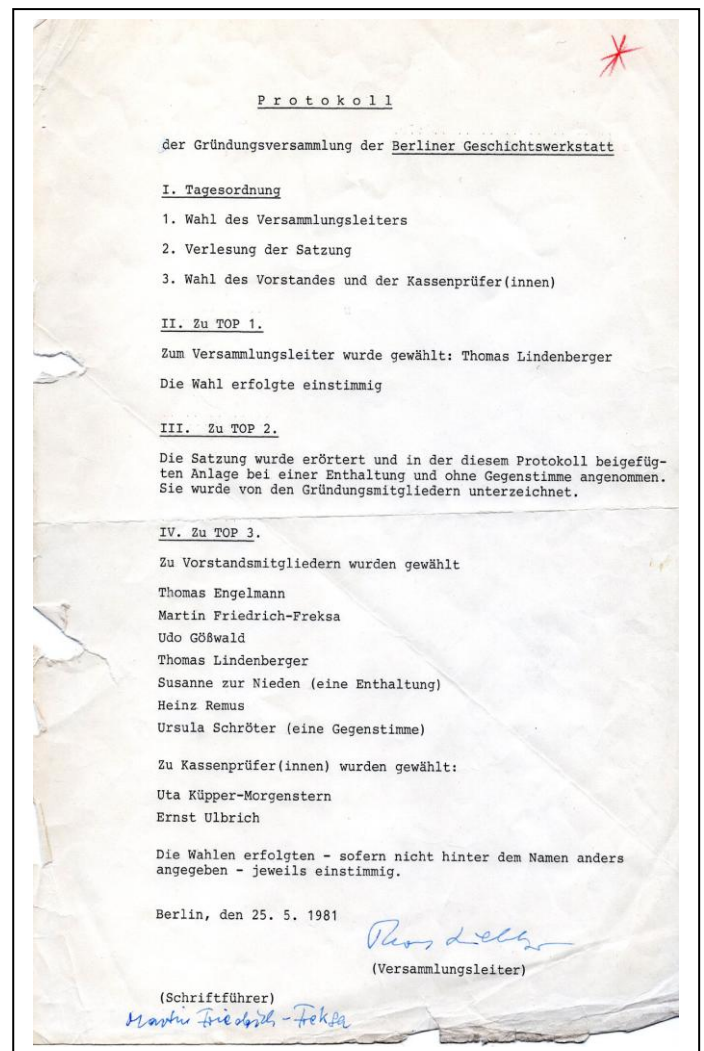 P r o t o k o l l
der Gründungsversammlung der Berliner Geschichtswerkstatt
I. Tagesordnung
1. Wahl des Versammlungsleiters
2. Verlesung der Satzung
3. Wahl des Vorstandes und der Kassenprüfer(innen)
II. Zu TOP 1.
Zum Versammlungsleiter wurde gewählt: Thomas Lindenberger
Die Wahl erfolgte einstimmig
III. Zu TOP 2.
Die Satzung wurde erörtert und in der diesem Protokoll beigefüg-
ten Anlage bei einer Enthaltung und ohne Gegenstimme angenommen.
Sie wurde von den Gründungsmitgliedern unterzeichnet.
IV. Zu TOP 3.
Zu Vorstandsmitgliedern wurden gewählt
Thomas Engelmann
Martin Friedrich-Freksa
Udo Gößwald
Thomas Lindenberger
Susanne zur Nieden (eine Enthaltung)
Heinz Remus
Ursula Schröter (eine Gegenstimme)
Zu Kassenprüfer(innen) wurden gewählt:
Uta Küpper-Morgenstern
Ernst Ulbrich
Die Wahlen erfolgten - sofern nicht hinter dem Namen anders
angegeben - jeweils einstimmig.
Berlin, den 25. 5. 1981
(Versammlungsleiter)
(Schriftführer)
Martin Friedrich-Freksa